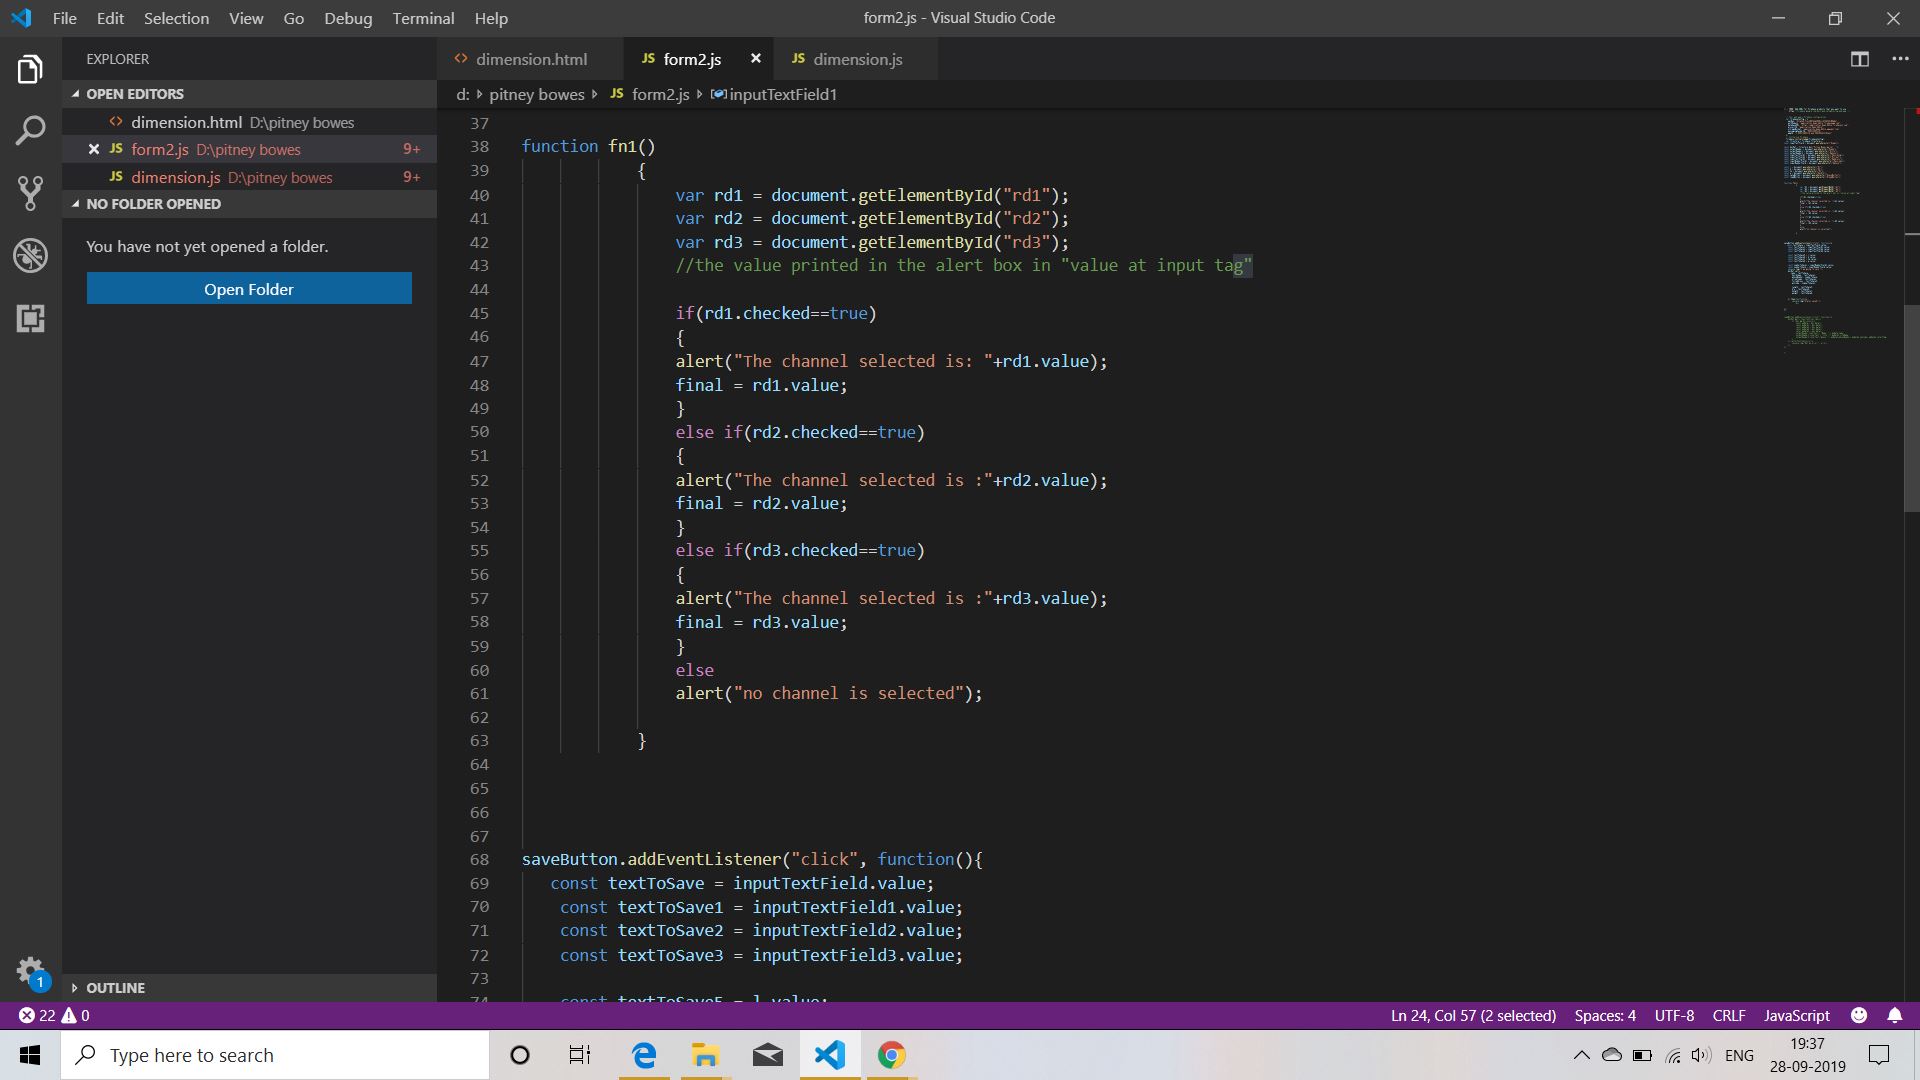 File Edit Selection View Go Debug Terminal Help
form2.js - Visual Studio Code
EXPLORER
OPEN EDITORS
dimension.html D:\pitney bowes
form2.js D:\pitney bowes 9+
dimension.js D:\pitney bowes 9+
NO FOLDER OPENED
You have not yet opened a folder.
Open Folder
OUTLINE
1
dimension.html
JS form2.js
JS dimension.js
d: pitney bowes JS form2.js inputTextField1
37
38 function fn1()
39 {
40 var rd1 = document.getElementById("rd1");
41 var rd2 = document.getElementById("rd2");
42 var rd3 = document.getElementById("rd3");
43 //the value printed in the alert box in "value at input tag"
44
45 if(rd1.checked==true)
46 {
47 alert("The channel selected is: "+rd1.value);
48 final = rd1.value;
49 }
50 else if(rd2.checked==true)
51 {
52 alert("The channel selected is :"+rd2.value);
53 final = rd2.value;
54 }
55 else if(rd3.checked==true)
56 {
57 alert("The channel selected is :"+rd3.value);
58 final = rd3.value;
59 }
60 else
61 alert("no channel is selected");
62
63 }
64
65
66
67
68 saveButton.addEventListener("click", function(){
69 const textToSave = inputTextField.value;
70 const textToSave1 = inputTextField1.value;
71 const textToSave2 = inputTextField2.value;
72 const textToSave3 = inputTextField3.value;
73
74 const textToSave5 = l.value;
22 0
Ln 24, Col 57 (2 selected) Spaces: 4 UTF-8 CRLF JavaScript
Type here to search
ENG
19:37
28-09-2019